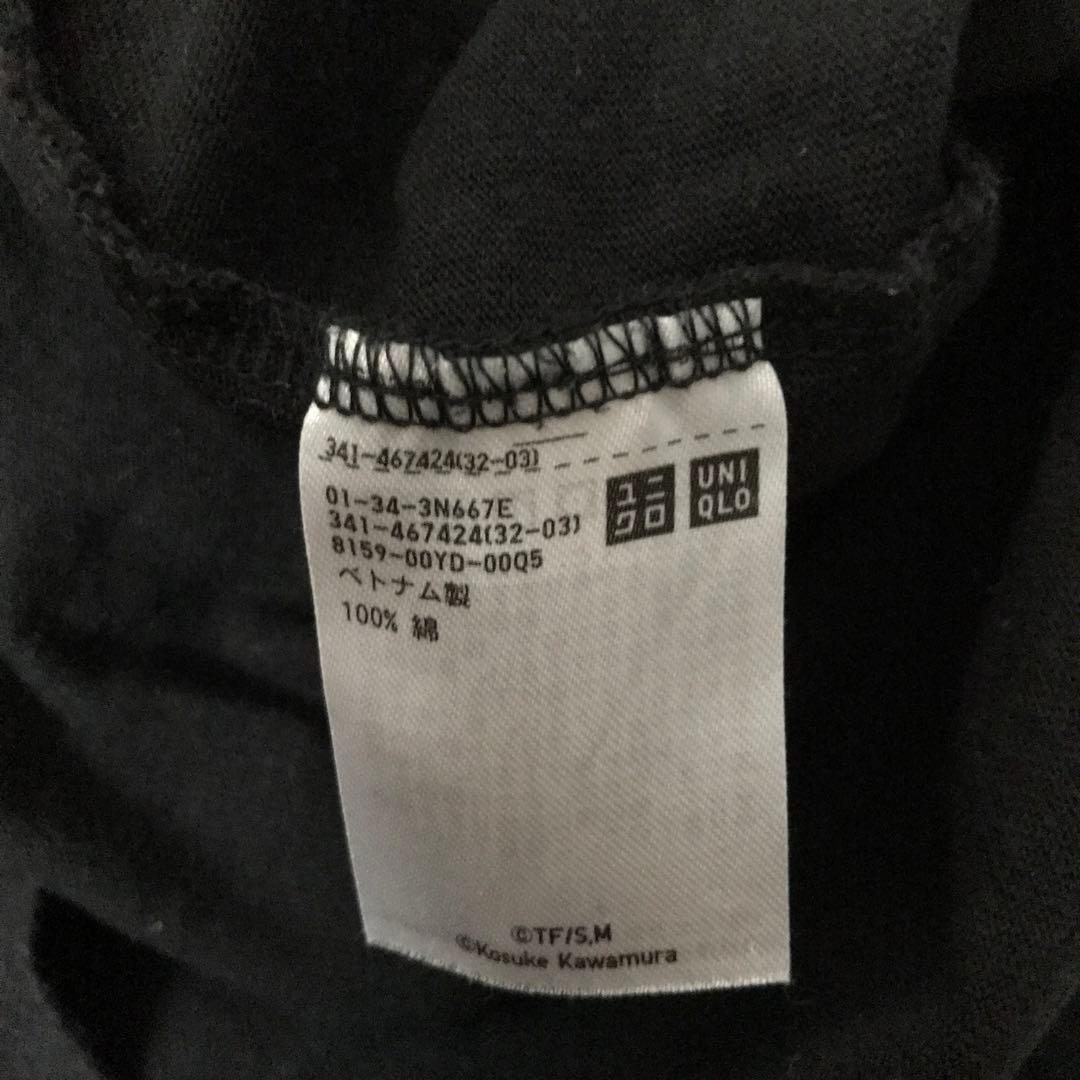 341-467424(32-03)
01-34-3N667E
341-467424(32-03)
8159-00YD-00Q5
ベトナム製
100% 綿
ユニ
クロ
UNI
QLO
©TF/S,M
©Kosuke Kawamura